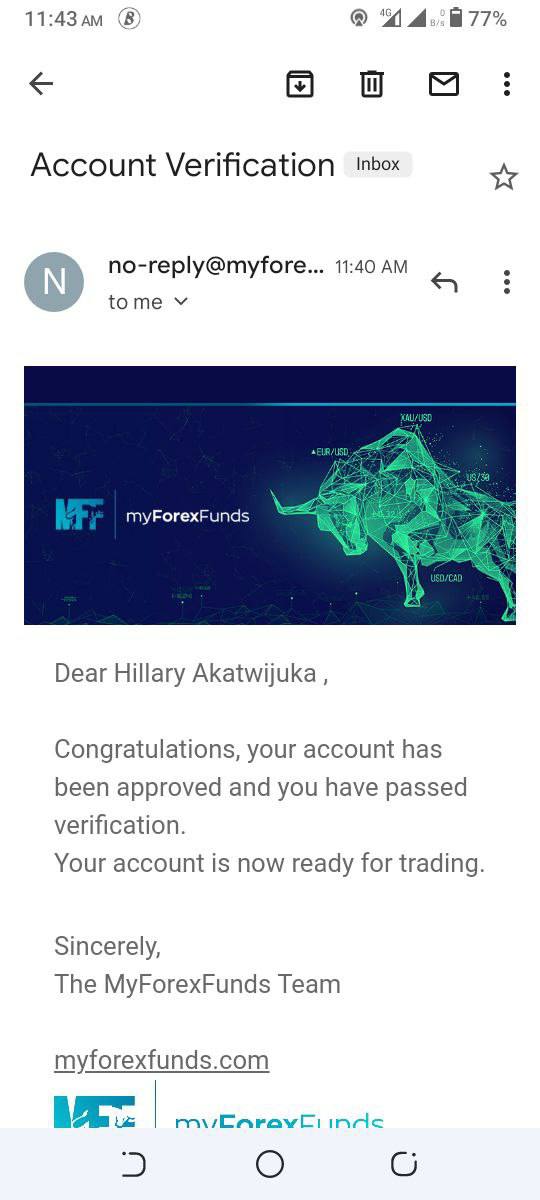 11:43 AM
4G
0
B/s
77%
Account Verification
Inbox
N
no-reply@myfore...
11:40 AM
to me
XAU/USD
▲EUR/USD
US/30
MFF
myForexFunds
USD/CAD
Dear Hillary Akatwijuka ,
Congratulations, your account has
been approved and you have passed
verification.
Your account is now ready for trading.
Sincerely,
The MyForexFunds Team
myforexfunds.com
MFF
myForexFunds